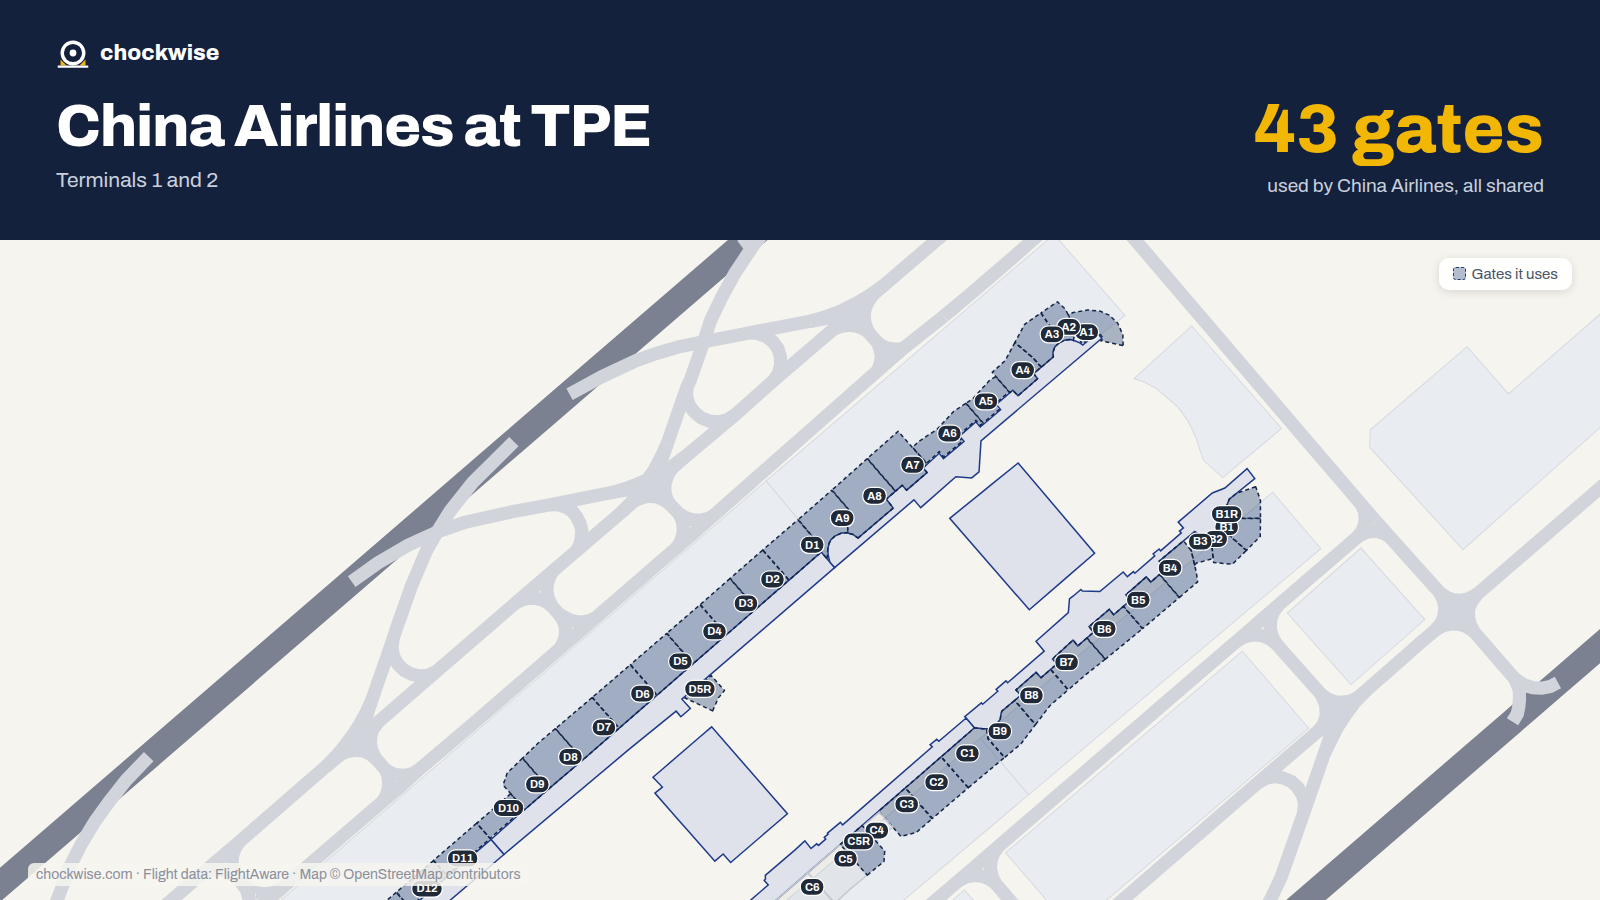 chockwise
China Airlines at TPE
Terminals 1 and 2
43 gates
used by China Airlines, all shared
Gates it uses
A1
A2
A3
A4
A5
A6
A7
A8
A9
D1
D2
D3
D4
D5
D5R
D6
D7
D8
D9
D10
D11
D12
B1R
B1
B2
B3
B4
B5
B6
B7
B8
B9
C1
C2
C3
C4
C5R
C5
C6
chockwise.com · Flight data: FlightAware · Map © OpenStreetMap contributors